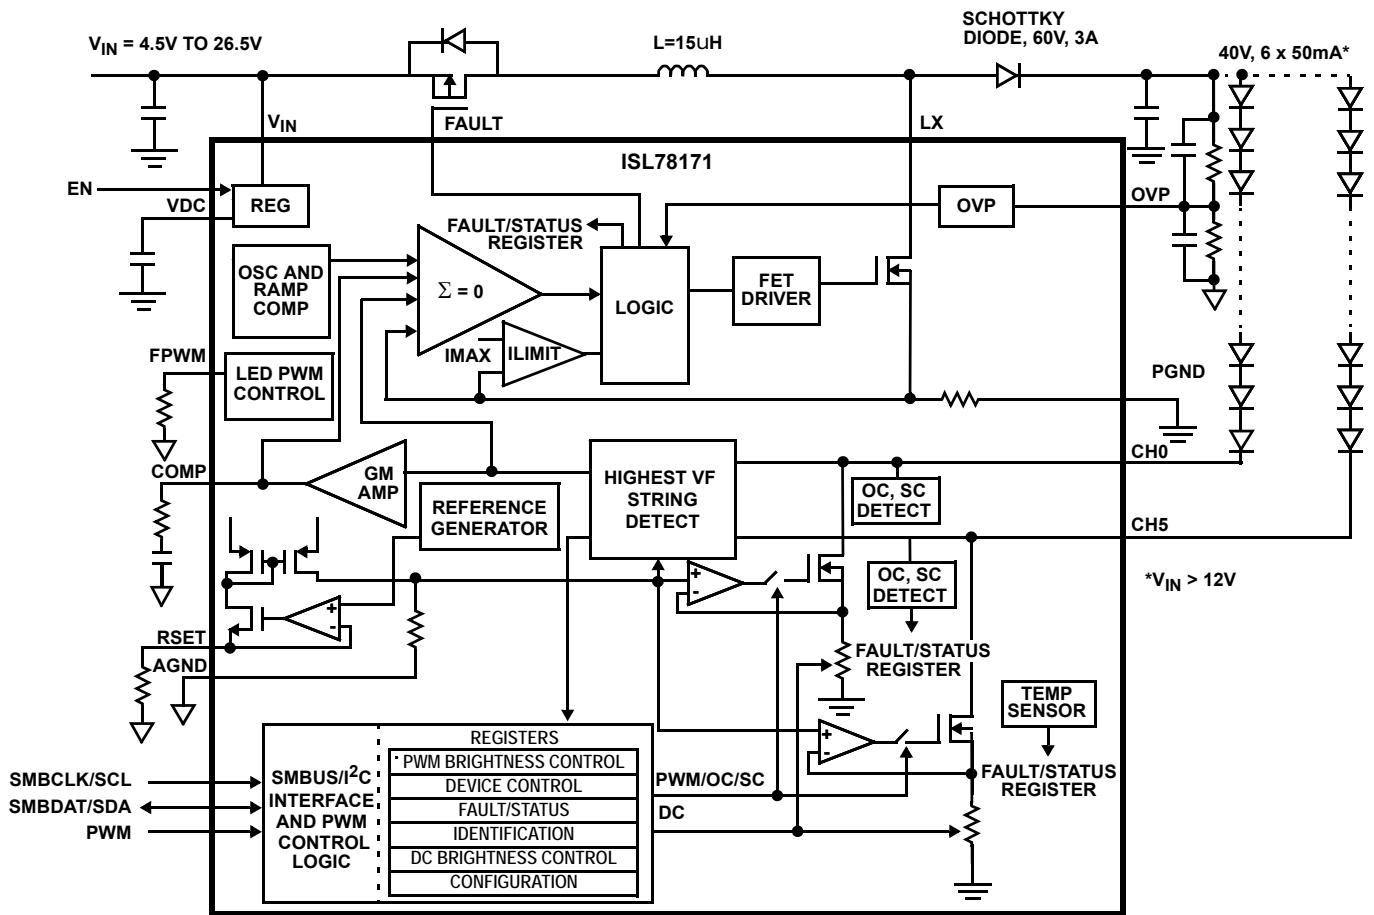 SCHOTTKY
DIODE, 60V, 3A
VIN = 4.5V TO 26.5V
L=15uH
40V, 6 x 50mA*
VIN
FAULT
LX
ISL78171
EN
VDC
REG
OVP
OVP
FAULT/STATUS
REGISTER
OSC AND
RAMP
COMP
Σ = 0
LOGIC
FET
DRIVER
IMAX
ILIMIT
FPWM
LED PWM
CONTROL
PGND
COMP
GM
AMP
HIGHEST VF
STRING
DETECT
CH0
OC, SC
DETECT
REFERENCE
GENERATOR
CH5
+
-
OC, SC
DETECT
*VIN > 12V
+
-
RSET
AGND
FAULT/STATUS
REGISTER
TEMP
SENSOR
+
-
FAULT/STATUS
REGISTER
SMBCLK/SCL
SMBDAT/SDA
PWM
SMBUS/I2C
INTERFACE
AND PWM
CONTROL
LOGIC
REGISTERS
PWM BRIGHTNESS CONTROL
DEVICE CONTROL
FAULT/STATUS
IDENTIFICATION
DC BRIGHTNESS CONTROL
CONFIGURATION
PWM/OC/SC
DC